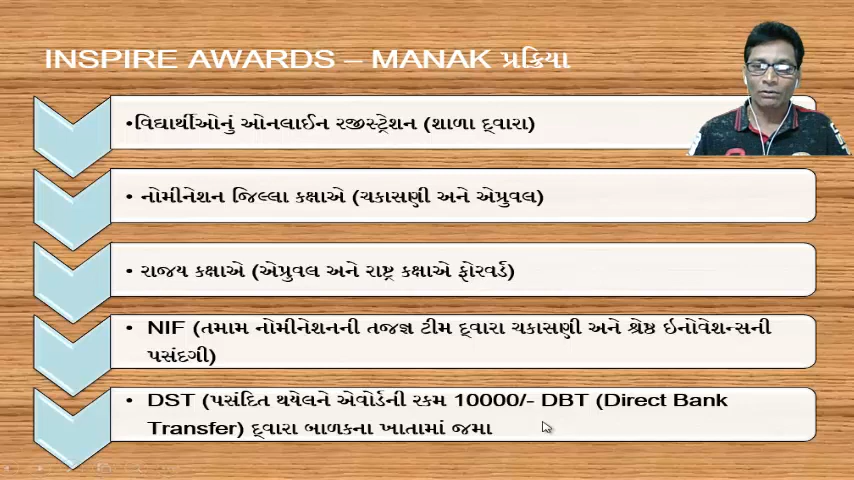 INSPIRE AWARDS – MANAK પ્રક્રિયા
•વિદ્યાર્થીઓનું ઓનલાઈન રજીસ્ટ્રેશન (શાળા દ્વારા)
• નોમીનેશન જિલ્લા કક્ષાએ (ચકાસણી અને એપ્રુવલ)
• રાજય કક્ષાએ (એપ્રુવલ અને રાષ્ટ્ર કક્ષાએ ફોરવર્ડ)
• NIF (તમામ નોમીનેશનની તજજ્ઞ ટીમ દ્વારા ચકાસણી અને શ્રેષ્ઠ ઇનોવેશન્સની
પસંદગી)
• DST (પસંદિત થયેલને એવોર્ડની રકમ 10000/- DBT (Direct Bank
Transfer) દ્વારા બાળકના ખાતામાં જમા